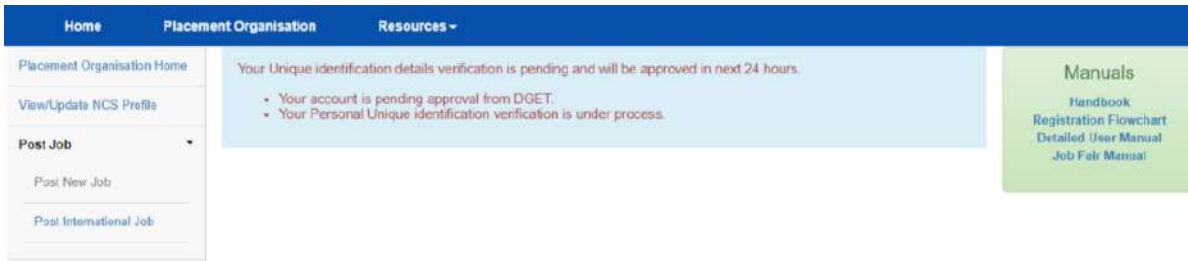 Home Placement Organisation Resources
Placement Organisation Home
View/Update NCS Profile
Post Job
Post New Job
Post International Job
Your Unique identification details verification is pending and will be approved in next 24 hours.
• Your account is pending approval from DGET.
• Your Personal Unique identification verification is under process.
Manuals
Handbook
Registration Flowchart
Detailed User Manual
Job Fair Manual